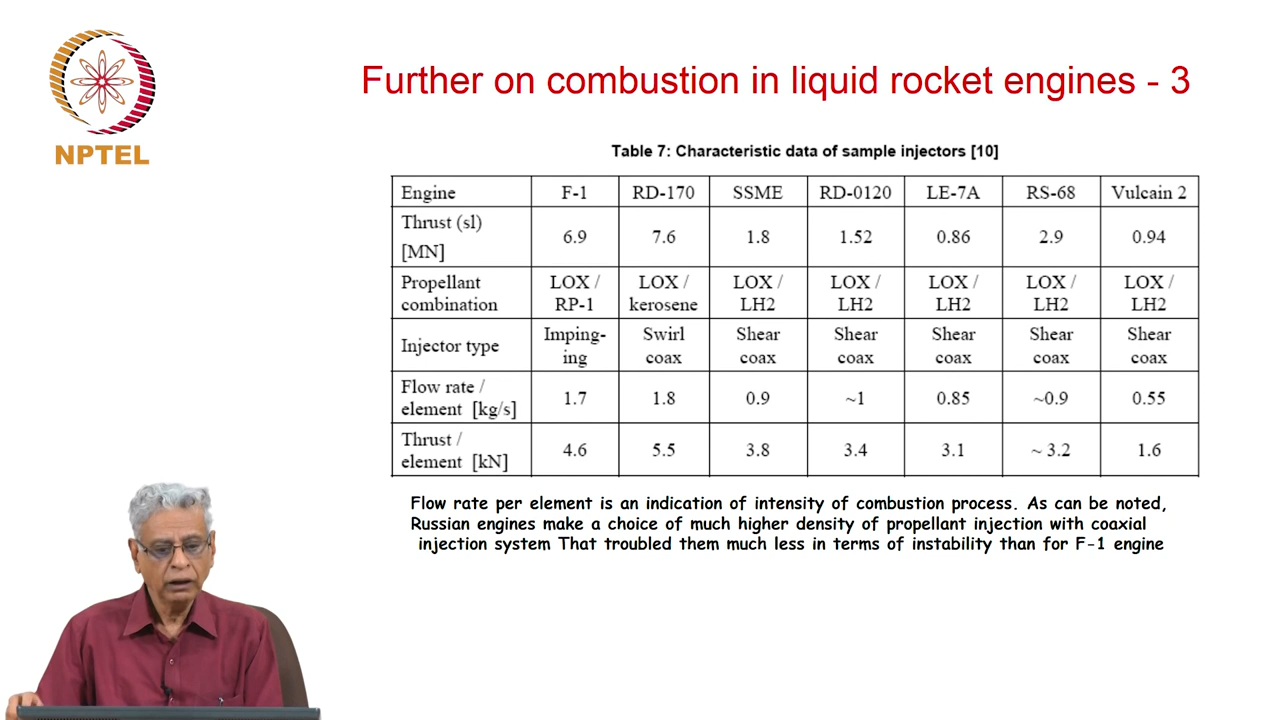 NPTEL
Further on combustion in liquid rocket engines - 3
Table 7: Characteristic data of sample injectors [10]
Engine F-1 RD-170 SSME RD-0120 LE-7A RS-68 Vulcain 2
Thrust (sl) [MN] 6.9 7.6 1.8 1.52 0.86 2.9 0.94
Propellant combination LOX / RP-1 LOX / kerosene LOX / LH2 LOX / LH2 LOX / LH2 LOX / LH2 LOX / LH2
Injector type Imping-ing Swirl coax Shear coax Shear coax Shear coax Shear coax Shear coax
Flow rate / element [kg/s] 1.7 1.8 0.9 ~1 0.85 ~0.9 0.55
Thrust / element [kN] 4.6 5.5 3.8 3.4 3.1 ~ 3.2 1.6
Flow rate per element is an indication of intensity of combustion process. As can be noted,
Russian engines make a choice of much higher density of propellant injection with coaxial
injection system That troubled them much less in terms of instability than for F-1 engine